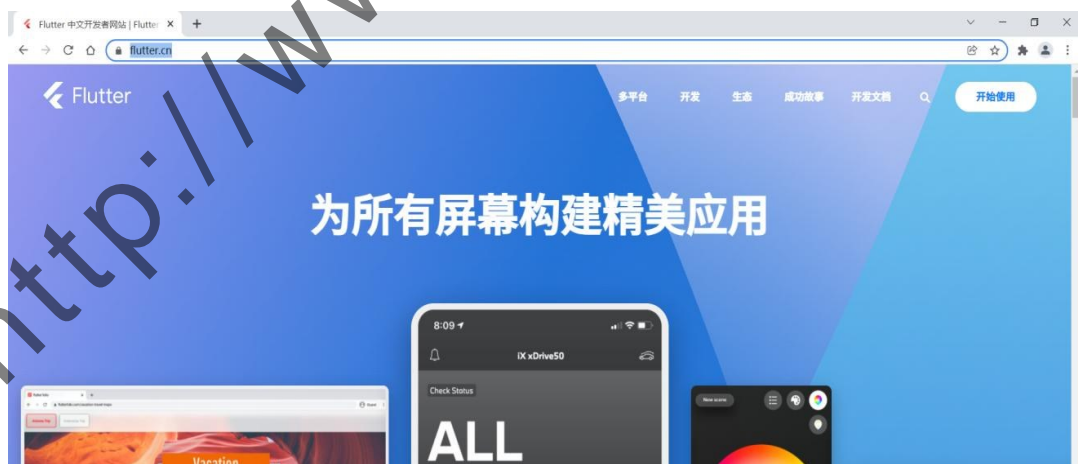 Flutter 中文开发者网站 | Flutter
flutter.cn
Flutter
多平台 开发 生态 成功故事 开发文档 开始使用
http://ww
为所有屏幕构建精美应用
8:09
iX xDrive50
Check Status
ALL
New scene
Vacation